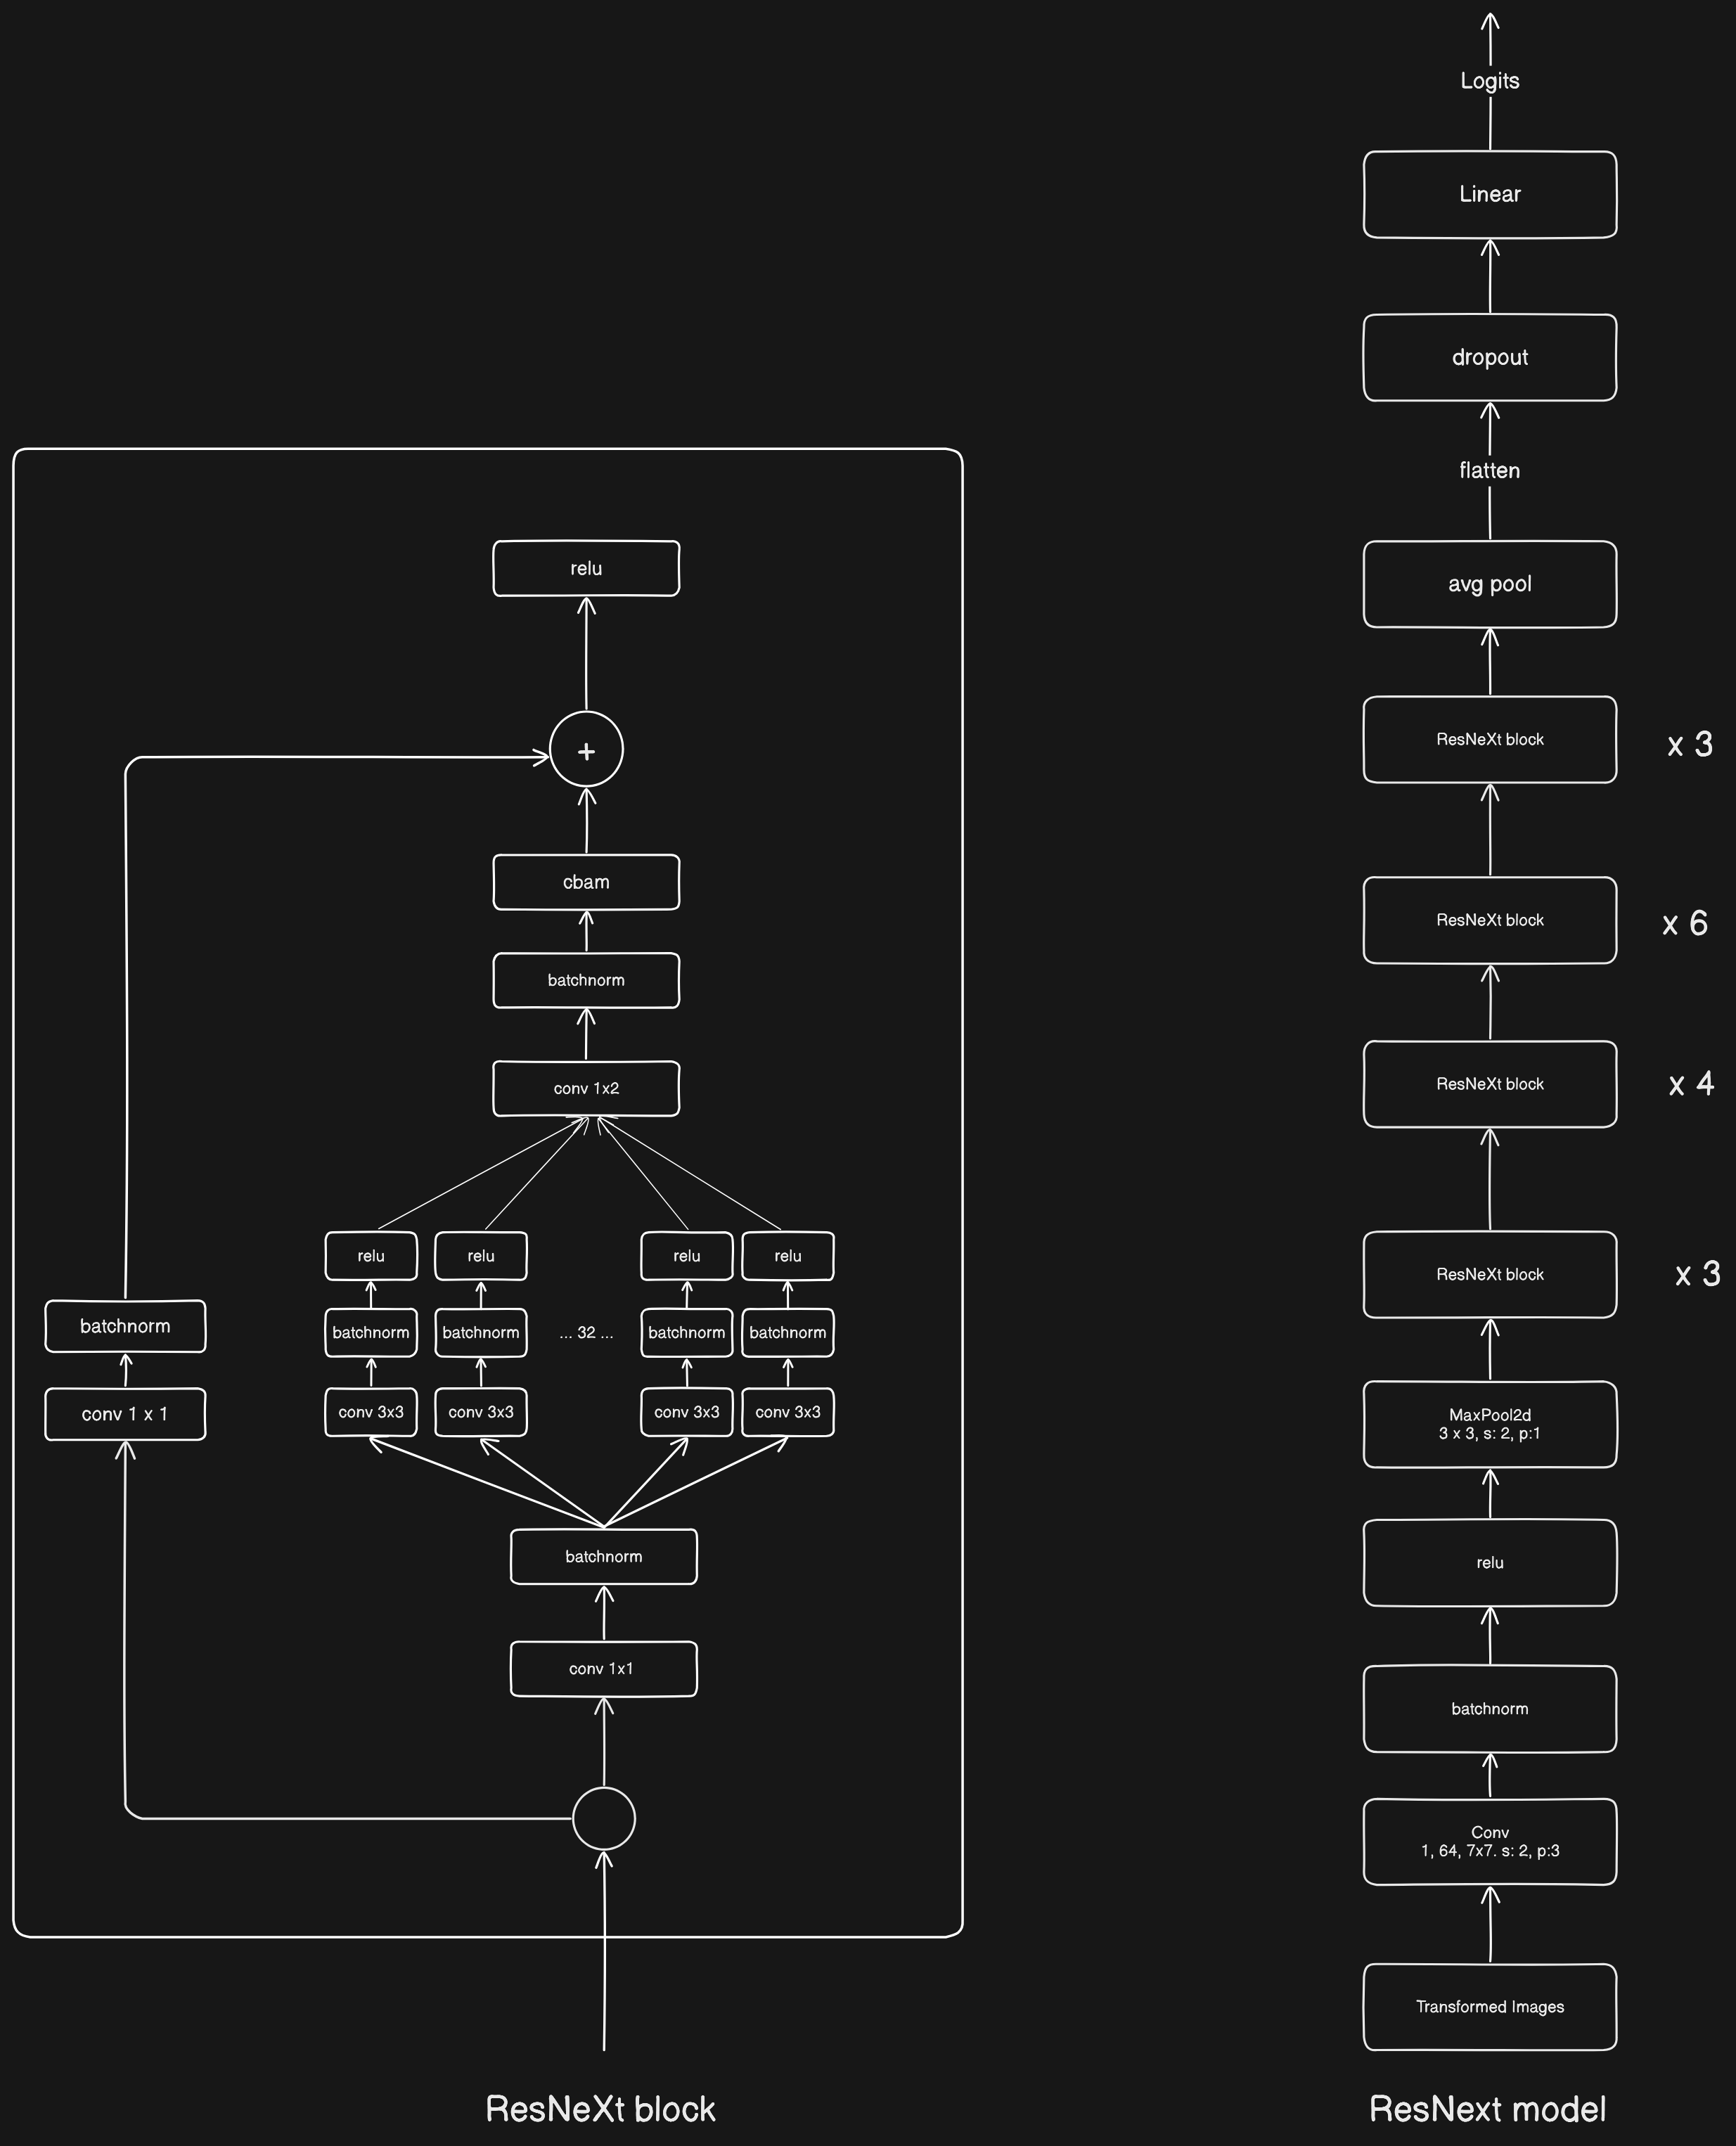 relu
+
cbam
batchnorm
conv 1x2
relu
relu
relu
relu
batchnorm
batchnorm
batchnorm
... 32 ...
batchnorm
batchnorm
conv 1 x 1
conv 3x3
conv 3x3
conv 3x3
conv 3x3
batchnorm
conv 1x1
ResNeXt block
Logits
Linear
dropout
flatten
avg pool
ResNeXt block
x 3
ResNeXt block
x 6
ResNeXt block
x 4
ResNeXt block
x 3
MaxPool2d
3 x 3, s: 2, p:1
relu
batchnorm
Conv
1, 64, 7x7. s: 2, p:3
Transformed Images
ResNext model